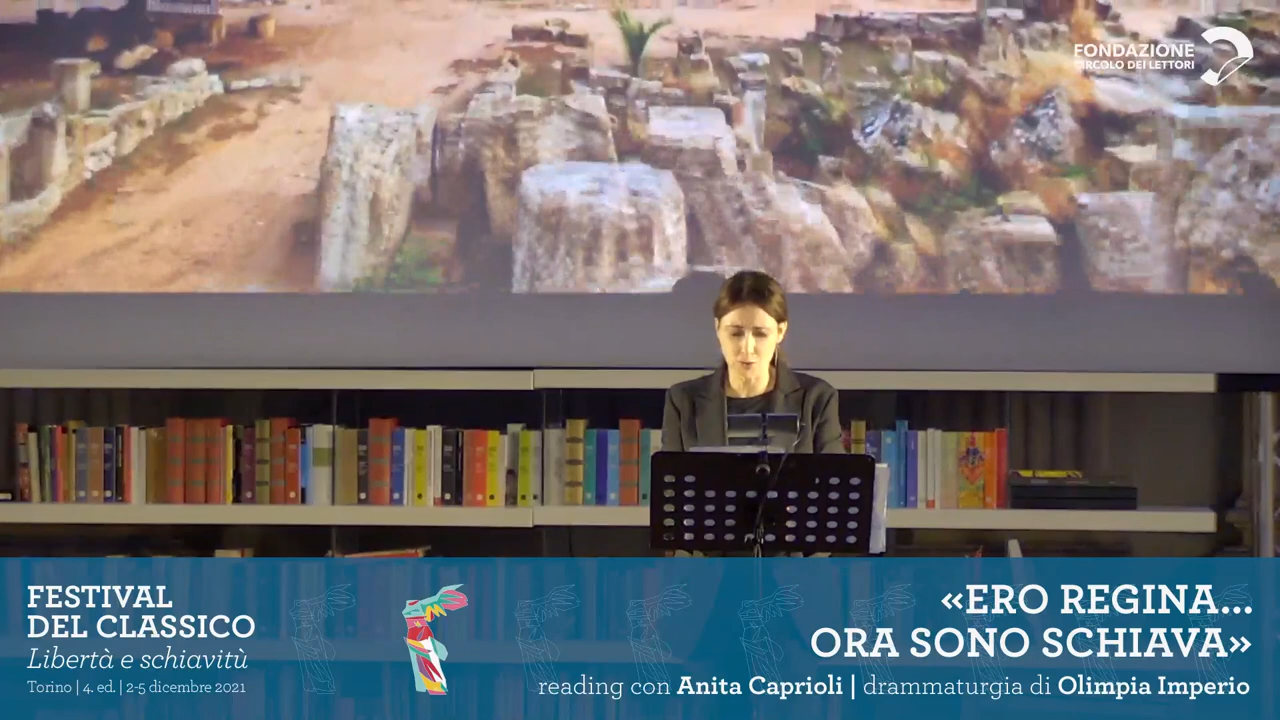 FONDAZIONE
CIRCOLO DEI LETTORI
FESTIVAL
DEL CLASSICO
Libertà e schiavitù
Torino | 4. ed. | 2-5 dicembre 2021
«ERO REGINA...
ORA SONO SCHIAVA»
reading con Anita Caprioli | drammaturgia di Olimpia Imperio